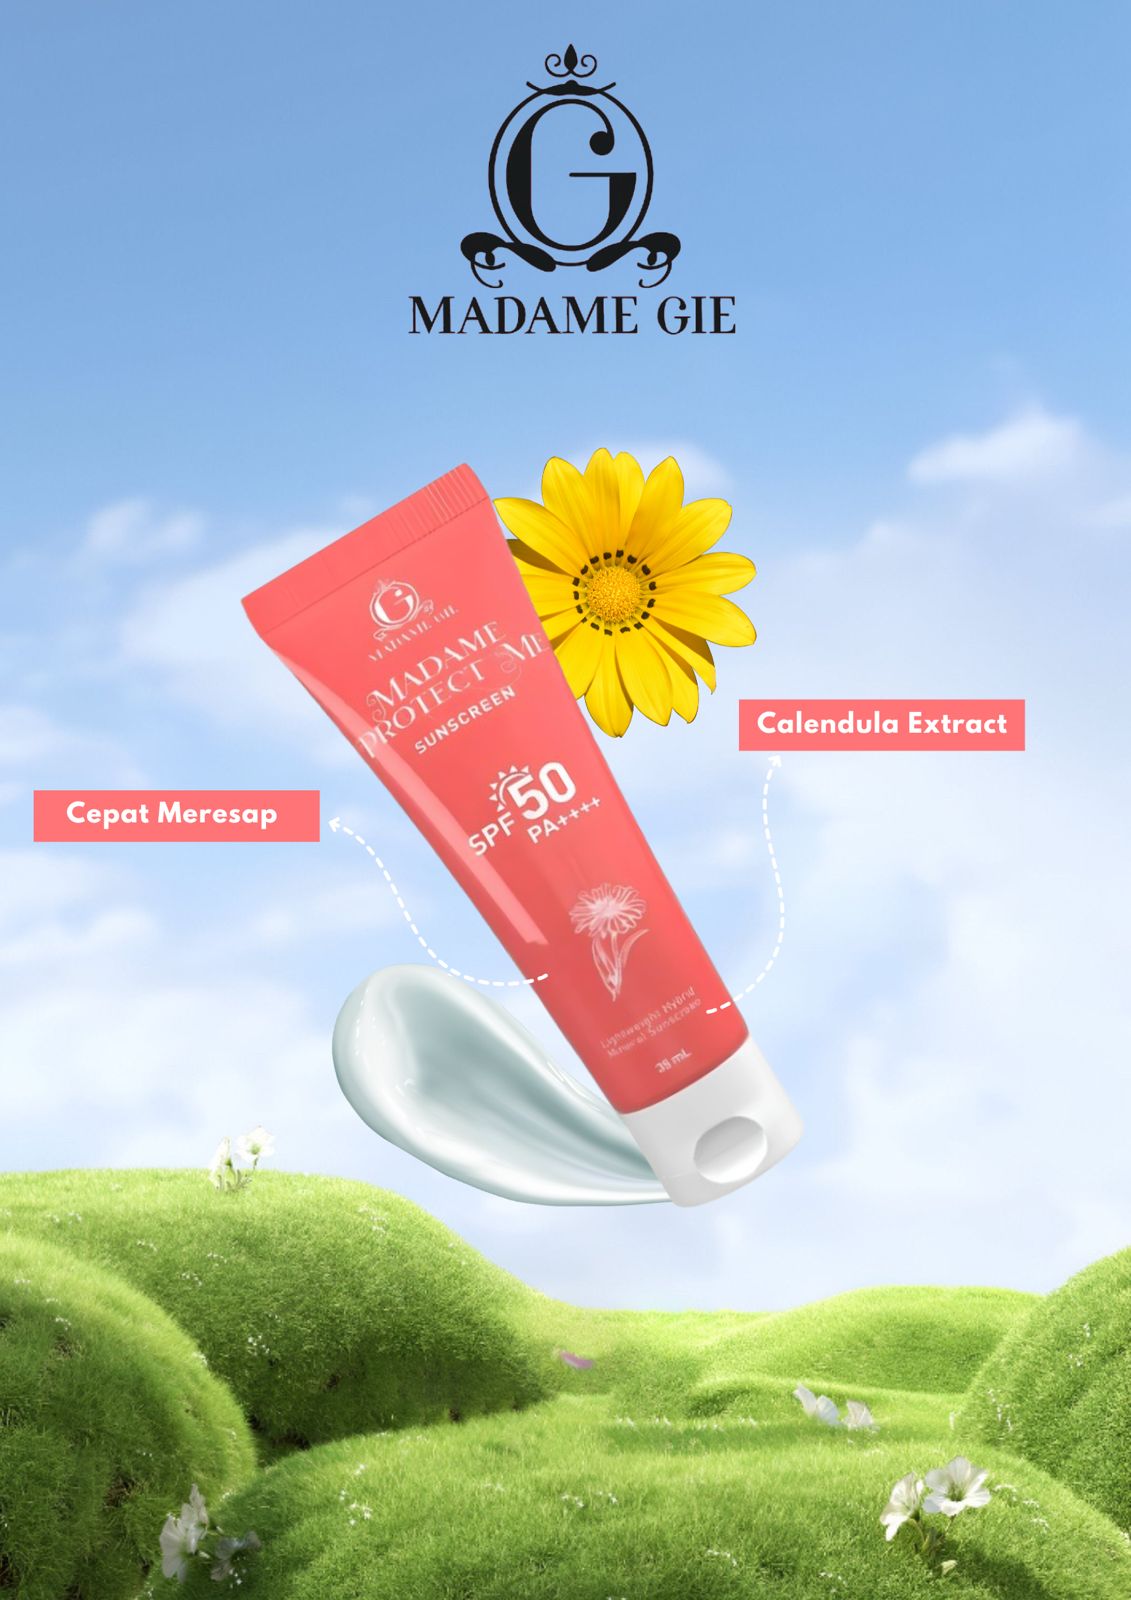 G
MADAME GIE
G
MADAME GIE
MADAME
PROTECT ME
SUNSCREEN
SPF 50
PA++++
Calendula Extract
Cepat Meresap
Lightweight Hybrid
Mineral Sunscreen
35 mL